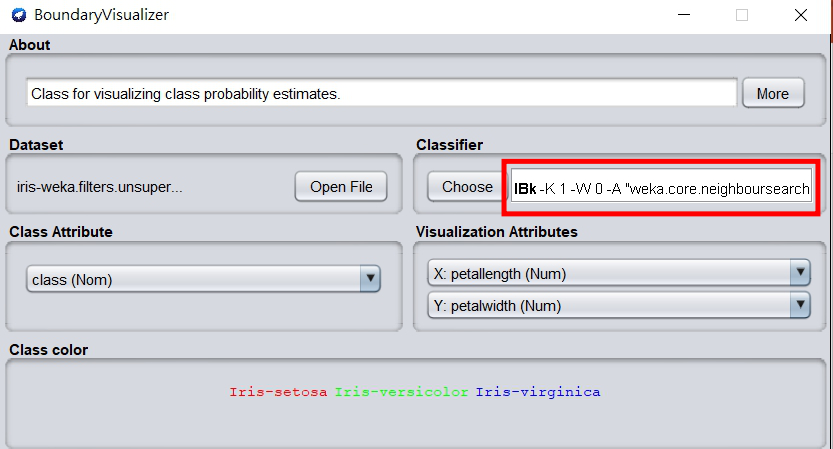 BoundaryVisualizer
About
Class for visualizing class probability estimates.
More
Dataset
iris-weka.filters.unsuper...
Open File
Classifier
Choose
IBk -K 1 -W 0 -A "weka.core.neighboursearch
Class Attribute
class (Nom)
Visualization Attributes
X: petallength (Num)
Y: petalwidth (Num)
Class color
Iris-setosa Iris-versicolor Iris-virginica